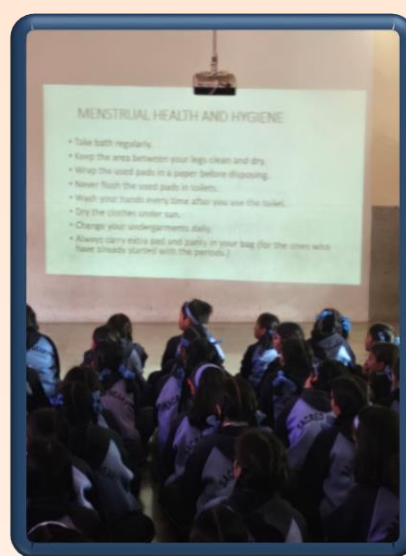 MENSTRUAL HEALTH AND HYGIENE
• Take bath regularly.
• Keep the area between your legs clean and dry.
• Wrap the used pads in a paper before disposing.
• Never flush the used pads in toilets.
• Wash your hands every time after you use the toilet.
• Dry the clothes under sun.
• Change your undergarments daily.
• Always carry extra pad and panty in your bag (for the ones who
have already started with the periods.)
SACRED